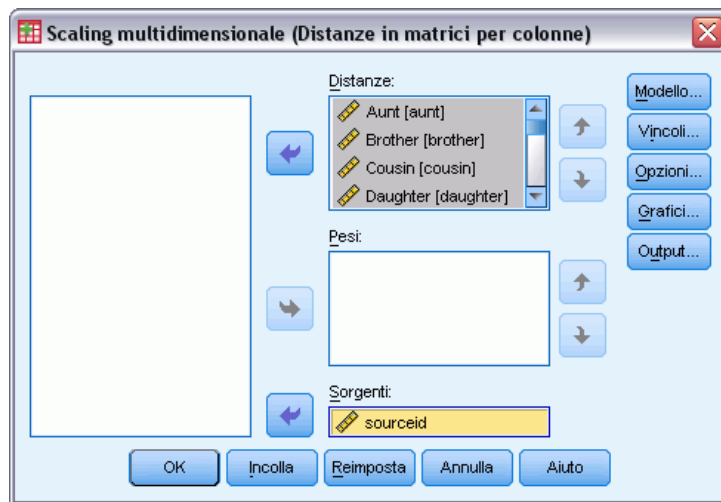 Scaling multidimensionale (Distanze in matrici per colonne)
Distanze:
Aunt [aunt]
Brother [brother]
Cousin [cousin]
Daughter [daughter]
Pesi:
Sorgenti:
sourceid
Modello...
Vincoli...
Opzioni...
Grafici...
Output...
OK
Incolla
Reimposta
Annulla
Aiuto